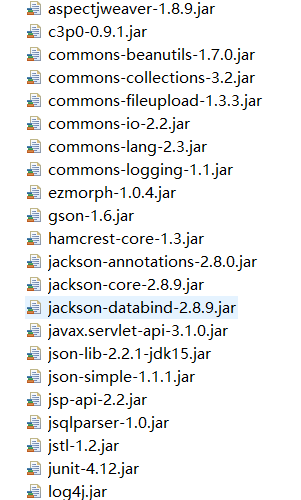 aspectjweaver-1.8.9.jar
c3p0-0.9.1.jar
commons-beanutils-1.7.0.jar
commons-collections-3.2.jar
commons-fileupload-1.3.3.jar
commons-io-2.2.jar
commons-lang-2.3.jar
commons-logging-1.1.jar
ezmorph-1.0.4.jar
gson-1.6.jar
hamcrest-core-1.3.jar
jackson-annotations-2.8.0.jar
jackson-core-2.8.9.jar
jackson-databind-2.8.9.jar
javax.servlet-api-3.1.0.jar
json-lib-2.2.1-jdk15.jar
json-simple-1.1.1.jar
jsp-api-2.2.jar
jsqlparser-1.0.jar
jstl-1.2.jar
junit-4.12.jar
log4j.jar